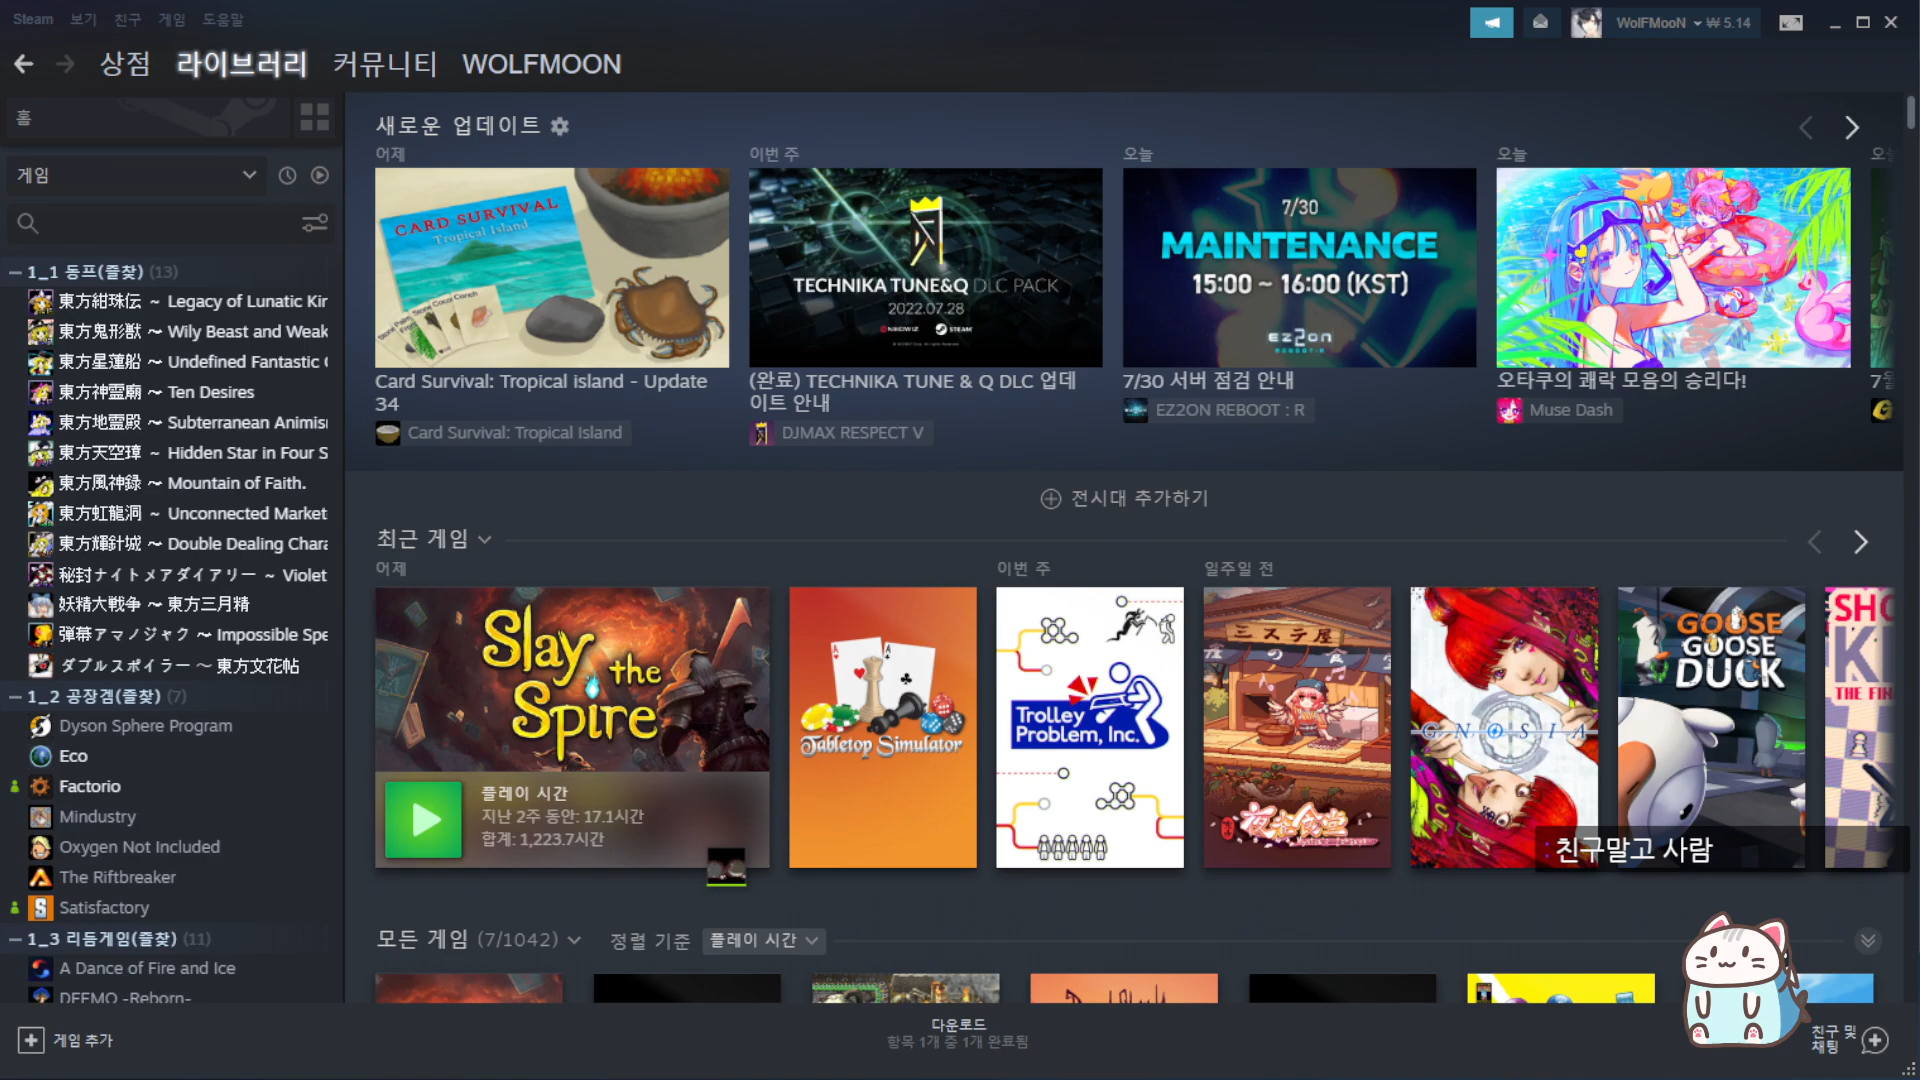 Steam 보기 친구 게임 도움말
WolFMooN ₩ 5.14
상점 라이브러리 커뮤니티 WOLFMOON
홈
게임
1_1 동프(즐찾) (13)
東方紺珠伝 ~ Legacy of Lunatic Kin
東方鬼形獣 〜 Wily Beast and Weak
東方星蓮船 〜 Undefined Fantastic
東方神霊廟 〜 Ten Desires
東方地霊殿 〜 Subterranean Animis
東方天空璋 ~ Hidden Star in Four S
東方風神録 〜 Mountain of Faith.
東方虹龍洞 ~ Unconnected Market
東方輝針城 〜 Double Dealing Chara
秘封ナイトメアダイアリー ~ Violet
妖精大戦争 〜 東方三月精
弾幕アマノジャク 〜 Impossible Spe
ダブルスポイラー 〜 東方文花帖
1_2 공장겜(즐찾) (7)
Dyson Sphere Program
Eco
Factorio
Mindustry
Oxygen Not Included
The Riftbreaker
Satisfactory
1_3 리듬게임(즐찾) (11)
A Dance of Fire and Ice
DEEMO -Reborn-
게임 추가
새로운 업데이트
어제
CARD SURVIVAL
Tropical Island
Card Survival: Tropical island - Update
34
Card Survival: Tropical Island
이번 주
TECHNIKA TUNE&Q DLC PACK
2022.07.28
NEOWIZ STEAM
(완료) TECHNIKA TUNE & Q DLC 업데
이트 안내
DJMAX RESPECT V
오늘
7/30
MAINTENANCE
15:00 ~ 16:00 (KST)
ez2on
REBOOT:R
7/30 서버 점검 안내
EZ2ON REBOOT : R
오늘
오타쿠의 쾌락 모음의 승리다!
Muse Dash
전시대 추가하기
최근 게임
어제
Slay
the
Spire
플레이 시간
지난 2주 동안: 17.1시간
합계: 1,223.7시간
Tabletop Simulator
이번 주
Trolley
Problem, Inc.
일주일 전
ミステ屋
夜雀食堂
GNOSIA
GOOSE
GOOSE
DUCK
친구말고 사람
모든 게임 (7/1042) 정렬 기준 플레이 시간
다운로드
항목 1개 중 1개 완료됨
친구 및
채팅